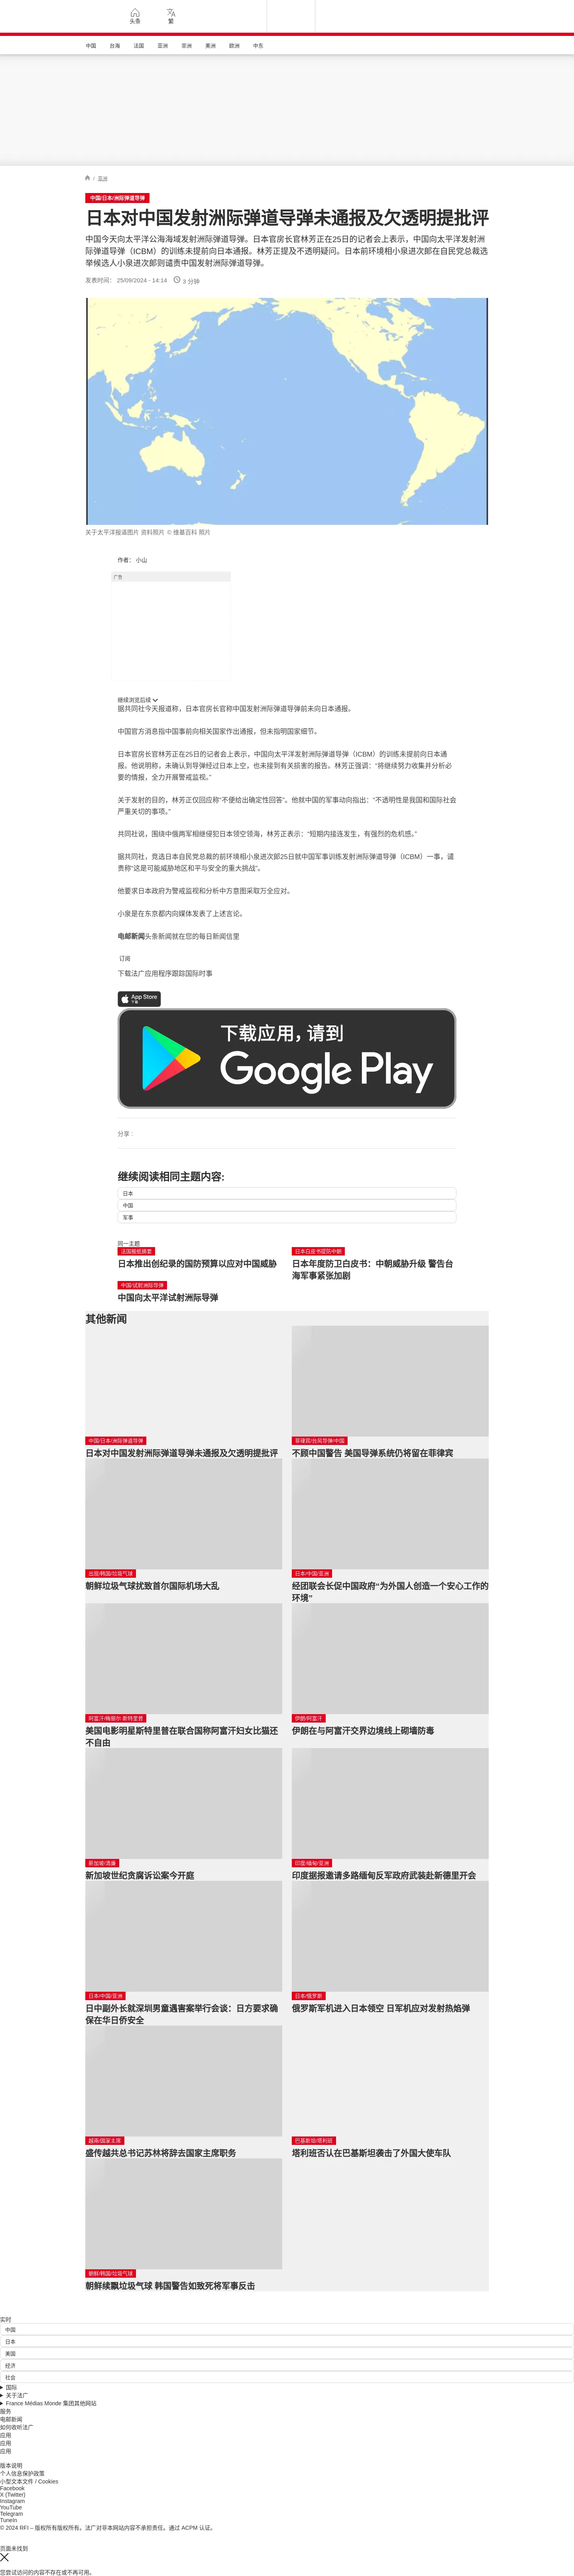 头条
繁
中国
台海
法国
亚洲
非洲
美洲
欧洲
中东
/ 亚洲
中国/日本/洲际弹道导弹
日本对中国发射洲际弹道导弹未通报及欠透明提批评
中国今天向太平洋公海海域发射洲际弹道导弹。日本官房长官林芳正在25日的记者会上表示，中国向太平洋发射洲
际弹道导弹（ICBM）的训练未提前向日本通报。林芳正提及不透明疑问。日本前环境相小泉进次郎在自民党总裁选
举候选人小泉进次郎则谴责中国发射洲际弹道导弹。
发表时间： 25/09/2024 - 14:14
3 分钟
关于太平洋报道图片 资料照片 © 维基百科 照片
作者： 小山
广告
继续浏览后续
据共同社今天报道称，日本官房长官称中国发射洲际弹道导弹前未向日本通报。
中国官方消息指中国事前向相关国家作出通报，但未指明国家细节。
日本官房长官林芳正在25日的记者会上表示，中国向太平洋发射洲际弹道导弹（ICBM）的训练未提前向日本通
报。他说明称，未确认到导弹经过日本上空，也未接到有关损害的报告。林芳正强调：“将继续努力收集并分析必
要的情报，全力开展警戒监视。”
关于发射的目的，林芳正仅回应称“不便给出确定性回答”。他就中国的军事动向指出：“不透明性是我国和国际社会
严重关切的事项。”
共同社说，围绕中俄两军相继侵犯日本领空领海，林芳正表示：“短期内接连发生，有强烈的危机感。”
据共同社，竞选日本自民党总裁的前环境相小泉进次郎25日就中国军事训练发射洲际弹道导弹（ICBM）一事，谴
责称“这是可能威胁地区和平与安全的重大挑战”。
他要求日本政府为警戒监视和分析中方意图采取万全应对。
小泉是在东京都内向媒体发表了上述言论。
电邮新闻头条新闻就在您的每日新闻信里
订阅
下载法广应用程序跟踪国际时事
App Store
下载应用，请到
Google Play
分享 :
继续阅读相同主题内容:
日本
中国
军事
同一主题
法国报纸摘要
日本推出创纪录的国防预算以应对中国威胁
日本白皮书提防中朝
日本年度防卫白皮书：中朝威胁升级 警告台
海军事紧张加剧
中国/试射洲际导弹
中国向太平洋试射洲际导弹
其他新闻
中国/日本/洲际弹道导弹
日本对中国发射洲际弹道导弹未通报及欠透明提批评
菲律宾/台风导弹/中国
不顾中国警告 美国导弹系统仍将留在菲律宾
法国/韩国/垃圾气球
朝鲜垃圾气球扰致首尔国际机场大乱
日本/中国/亚洲
经团联会长促中国政府“为外国人创造一个安心工作的
环境”
阿富汗/梅丽尔·斯特里普
美国电影明星斯特里普在联合国称阿富汗妇女比猫还
不自由
伊朗/阿富汗
伊朗在与阿富汗交界边境线上砌墙防毒
新加坡/清廉
新加坡世纪贪腐诉讼案今开庭
印度/缅甸/亚洲
印度据报邀请多路缅甸反军政府武装赴新德里开会
日本/中国/亚洲
日中副外长就深圳男童遇害案举行会谈：日方要求确
保在华日侨安全
日本/俄罗斯
俄罗斯军机进入日本领空 日军机应对发射热焰弹
越南/国家主席
盛传越共总书记苏林将辞去国家主席职务
巴基斯坦/塔利班
塔利班否认在巴基斯坦袭击了外国大使车队
朝鲜/韩国/垃圾气球
朝鲜续飘垃圾气球 韩国警告如致死将军事反击
实时
中国
日本
美国
经济
社会
国际
关于法广
France Médias Monde 集团其他网站
服务
电邮新闻
如何收听法广
应用
应用
应用
版本说明
个人信息保护政策
小型文本文件 / Cookies
Facebook
X (Twitter)
Instagram
YouTube
Telegram
TuneIn
© 2024 RFI – 版权所有版权所有。法广对非本网站内容不承担责任。通过 ACPM 认证。
页面未找到
您尝试访问的内容不存在或不再可用。